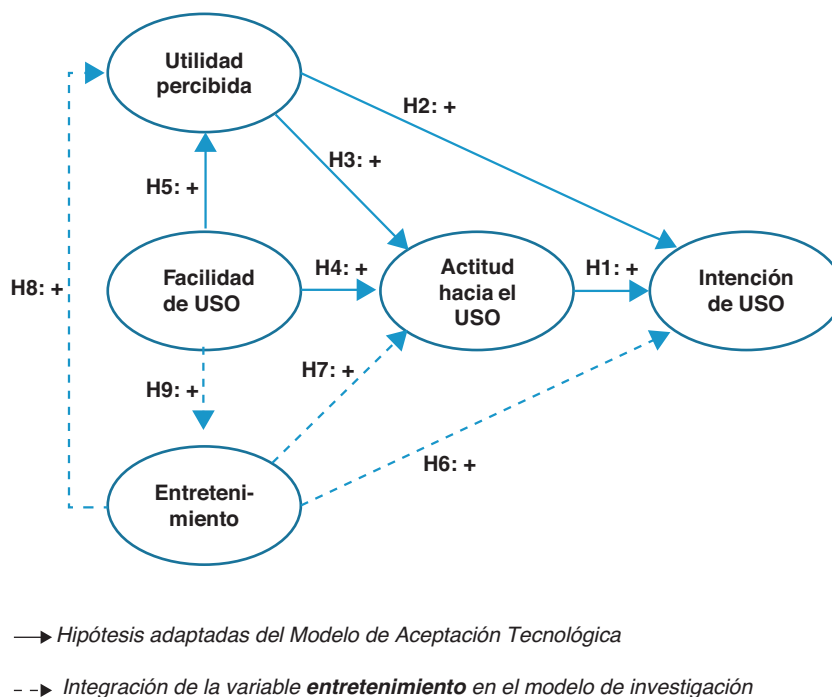 Utilidad
percibida
H2: +
H3: +
H5: +
Facilidad
de USO
H4: +
Actitud
hacia el
USO
H1: +
Intención
de USO
H8: +
H7: +
H9: +
H6: +
Entreteni-
miento
Hipótesis adaptadas del Modelo de Aceptación Tecnológica
Integración de la variable entretenimiento en el modelo de investigación